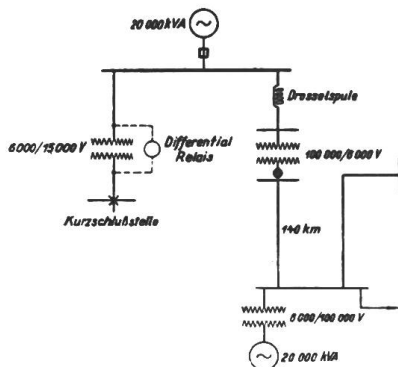 20 000 kVA
Drosselspule
6000/15000 V
Differential
Relais
100 000/6 000 V
Kurzschlußstelle
140 km
6 000/100 000 V
20 000 kVA